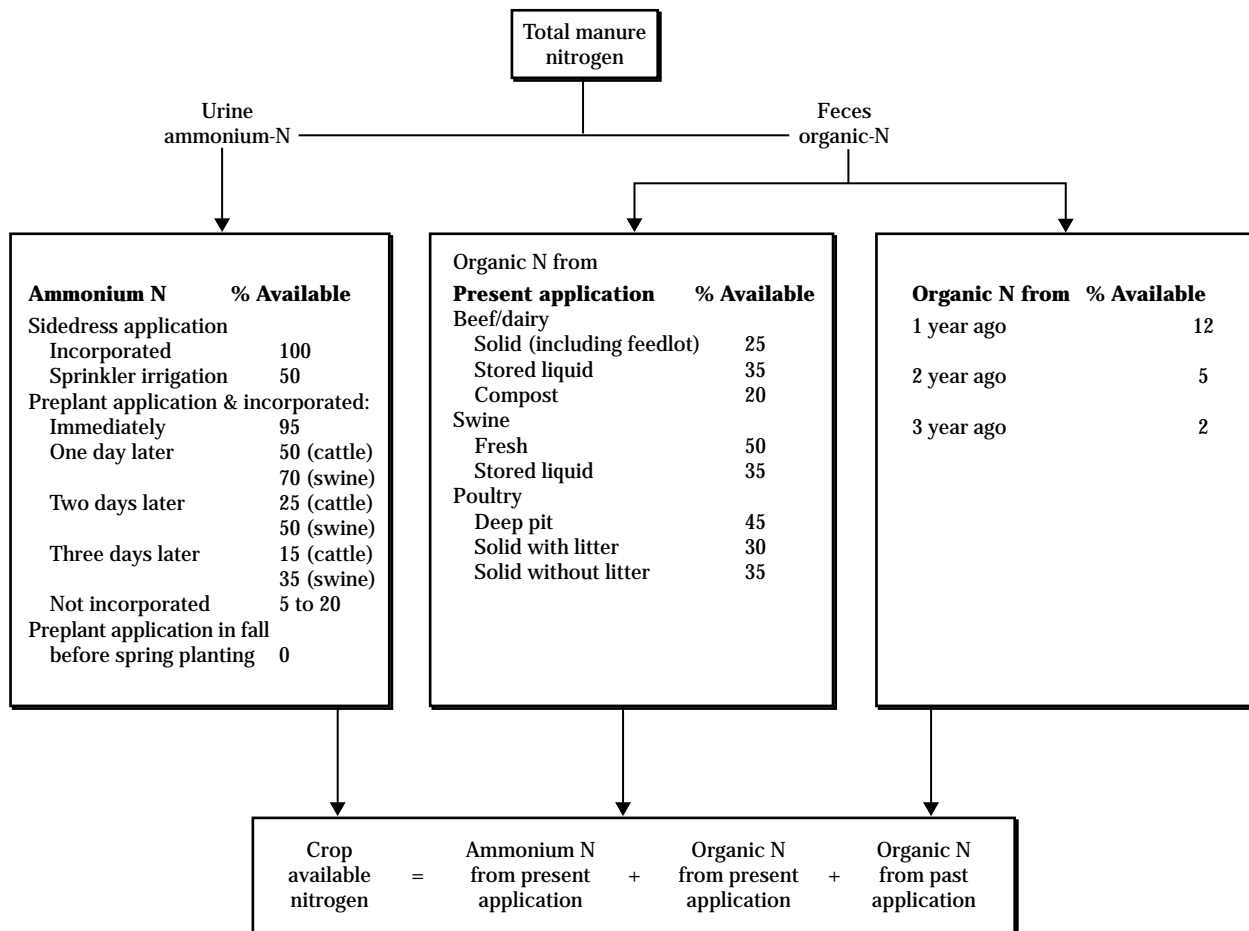 Total manure
nitrogen
Urine
ammonium-N
Feces
organic-N
Ammonium N % Available
Sidedress application
Incorporated 100
Sprinkler irrigation 50
Preplant application & incorporated:
Immediately 95
One day later 50 (cattle)
70 (swine)
Two days later 25 (cattle)
50 (swine)
Three days later 15 (cattle)
35 (swine)
Not incorporated 5 to 20
Preplant application in fall
before spring planting 0
Organic N from
Present application % Available
Beef/dairy
Solid (including feedlot) 25
Stored liquid 35
Compost 20
Swine
Fresh 50
Stored liquid 35
Poultry
Deep pit 45
Solid with litter 30
Solid without litter 35
Organic N from % Available
1 year ago 12
2 year ago 5
3 year ago 2
Crop
available
nitrogen
=
Ammonium N
from present
application
+
Organic N
from present
application
+
Organic N
from past
application